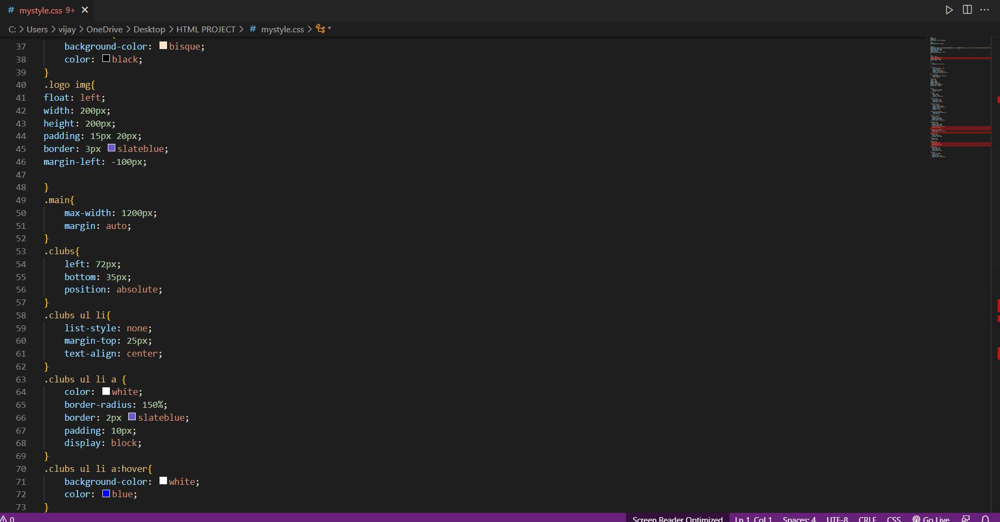 # mystyle.css 9+
C: > Users > vijay > OneDrive > Desktop > HTML PROJECT > # mystyle.css > *
37 background-color: bisque;
38 color: black;
39 }
40 .logo img{
41 float: left;
42 width: 200px;
43 height: 200px;
44 padding: 15px 20px;
45 border: 3px slateblue;
46 margin-left: -100px;
47
48 }
49 .main{
50 max-width: 1200px;
51 margin: auto;
52 }
53 .clubs{
54 left: 72px;
55 bottom: 35px;
56 position: absolute;
57 }
58 .clubs ul li{
59 list-style: none;
60 margin-top: 25px;
61 text-align: center;
62 }
63 .clubs ul li a {
64 color: white;
65 border-radius: 150%;
66 border: 2px slateblue;
67 padding: 10px;
68 display: block;
69 }
70 .clubs ul li a:hover{
71 background-color: white;
72 color: blue;
73 }
0 Screen Reader Optimized Ln 1, Col 1 Spaces: 4 UTF-8 CRLF CSS Go Live